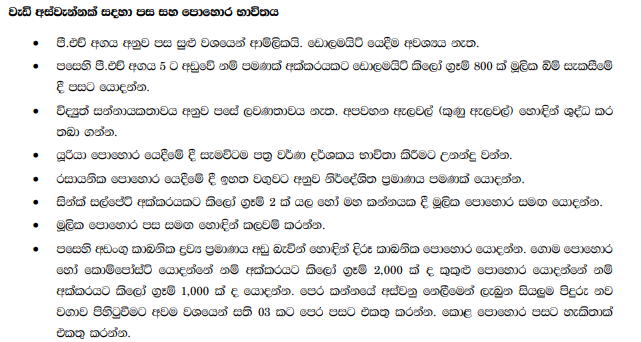 වැඩි අස්වැන්නක් සඳහා පස සහ පොහොර භාවිතය
• පී.එච් අගය අනුව පස සුළු වශයෙන් ආම්ලිකයි. ඩොලමයිට් යෙදීම අවශ්‍යය නැත.
• පසෙහි පී.එච් අගය 5 ට අඩුවේ නම් පමණක් අක්කරයකට ඩොලමයිට් කිලෝ ග්‍රෑම් 800 ක් මූලික බිම් සැකසීමේ
දී පසට යොදන්න.
• විද්‍යුත් සන්නායකතාවය අනුව පසේ ලවණතාවය නැත. අපවහන ඇලවල් (කුණු ඇලවල්) හොඳින් ශුද්ධ කර
තබා ගන්න.
• යූරියා පොහොර යෙදීමේ දී සැමවිටම පත්‍ර වර්ණ දර්ශකය භාවිතා කිරීමට උනන්දු වන්න.
• රසායනික පොහොර යෙදීමේ දී ඉහත වගුවට අනුව නිර්දේශිත ප්‍රමාණය පමණක් යොදන්න.
• සින්ක් සල්පේට් අක්කරයකට කිලෝ ග්‍රෑම් 2 ක් යල හෝ මහ කන්නයක දී මූලික පොහොර සමඟ යොදන්න.
• මූලික පොහොර පස සමඟ හොඳින් කලවම් කරන්න.
• පසෙහි අඩංගු කාබනික ද්‍රව්‍ය ප්‍රමාණය අඩු බැවින් හොඳින් දිරූ කාබනික පොහොර යොදන්න. ගොම පොහොර
හෝ කොම්පෝස්ට් යොදන්නේ නම් අක්කරයට කිලෝ ග්‍රෑම් 2,000 ක් ද කුකුළු පොහොර යොදන්නේ නම්
අක්කරයට කිලෝ ග්‍රෑම් 1,000 ක් ද යොදන්න. පෙර කන්නයේ අස්වනු නෙලීමෙන් ලැබුන සියලුම පිදුරු නව
වගාව පිහිටුවීමට අවම වශයෙන් සති 03 කට පෙර පසට එකතු කරන්න. කොළ පොහොර පසට හැකිතාක්
එකතු කරන්න.